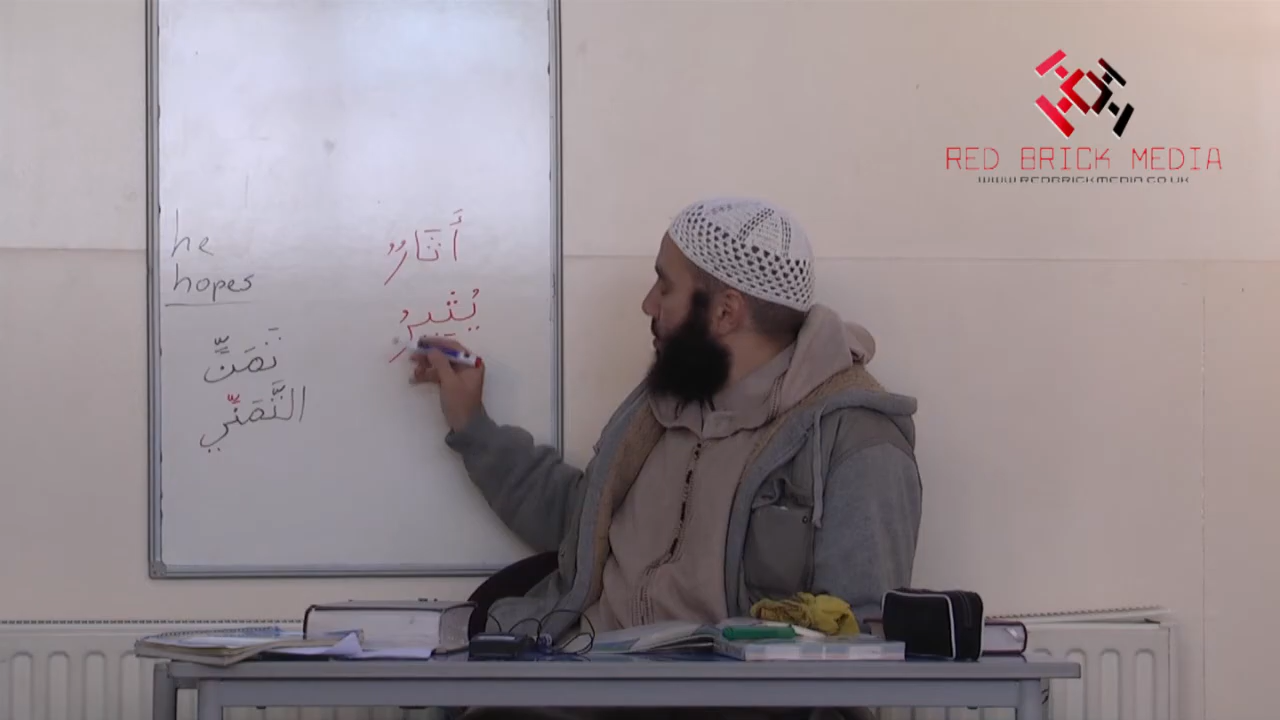 RED BRICK MEDIA
WWW.REDBRICKMEDIA.CO.UK
he
hopes
تَمَنٍّ
التَّمَنِّي
أَثَارُ
يُثِيرُ